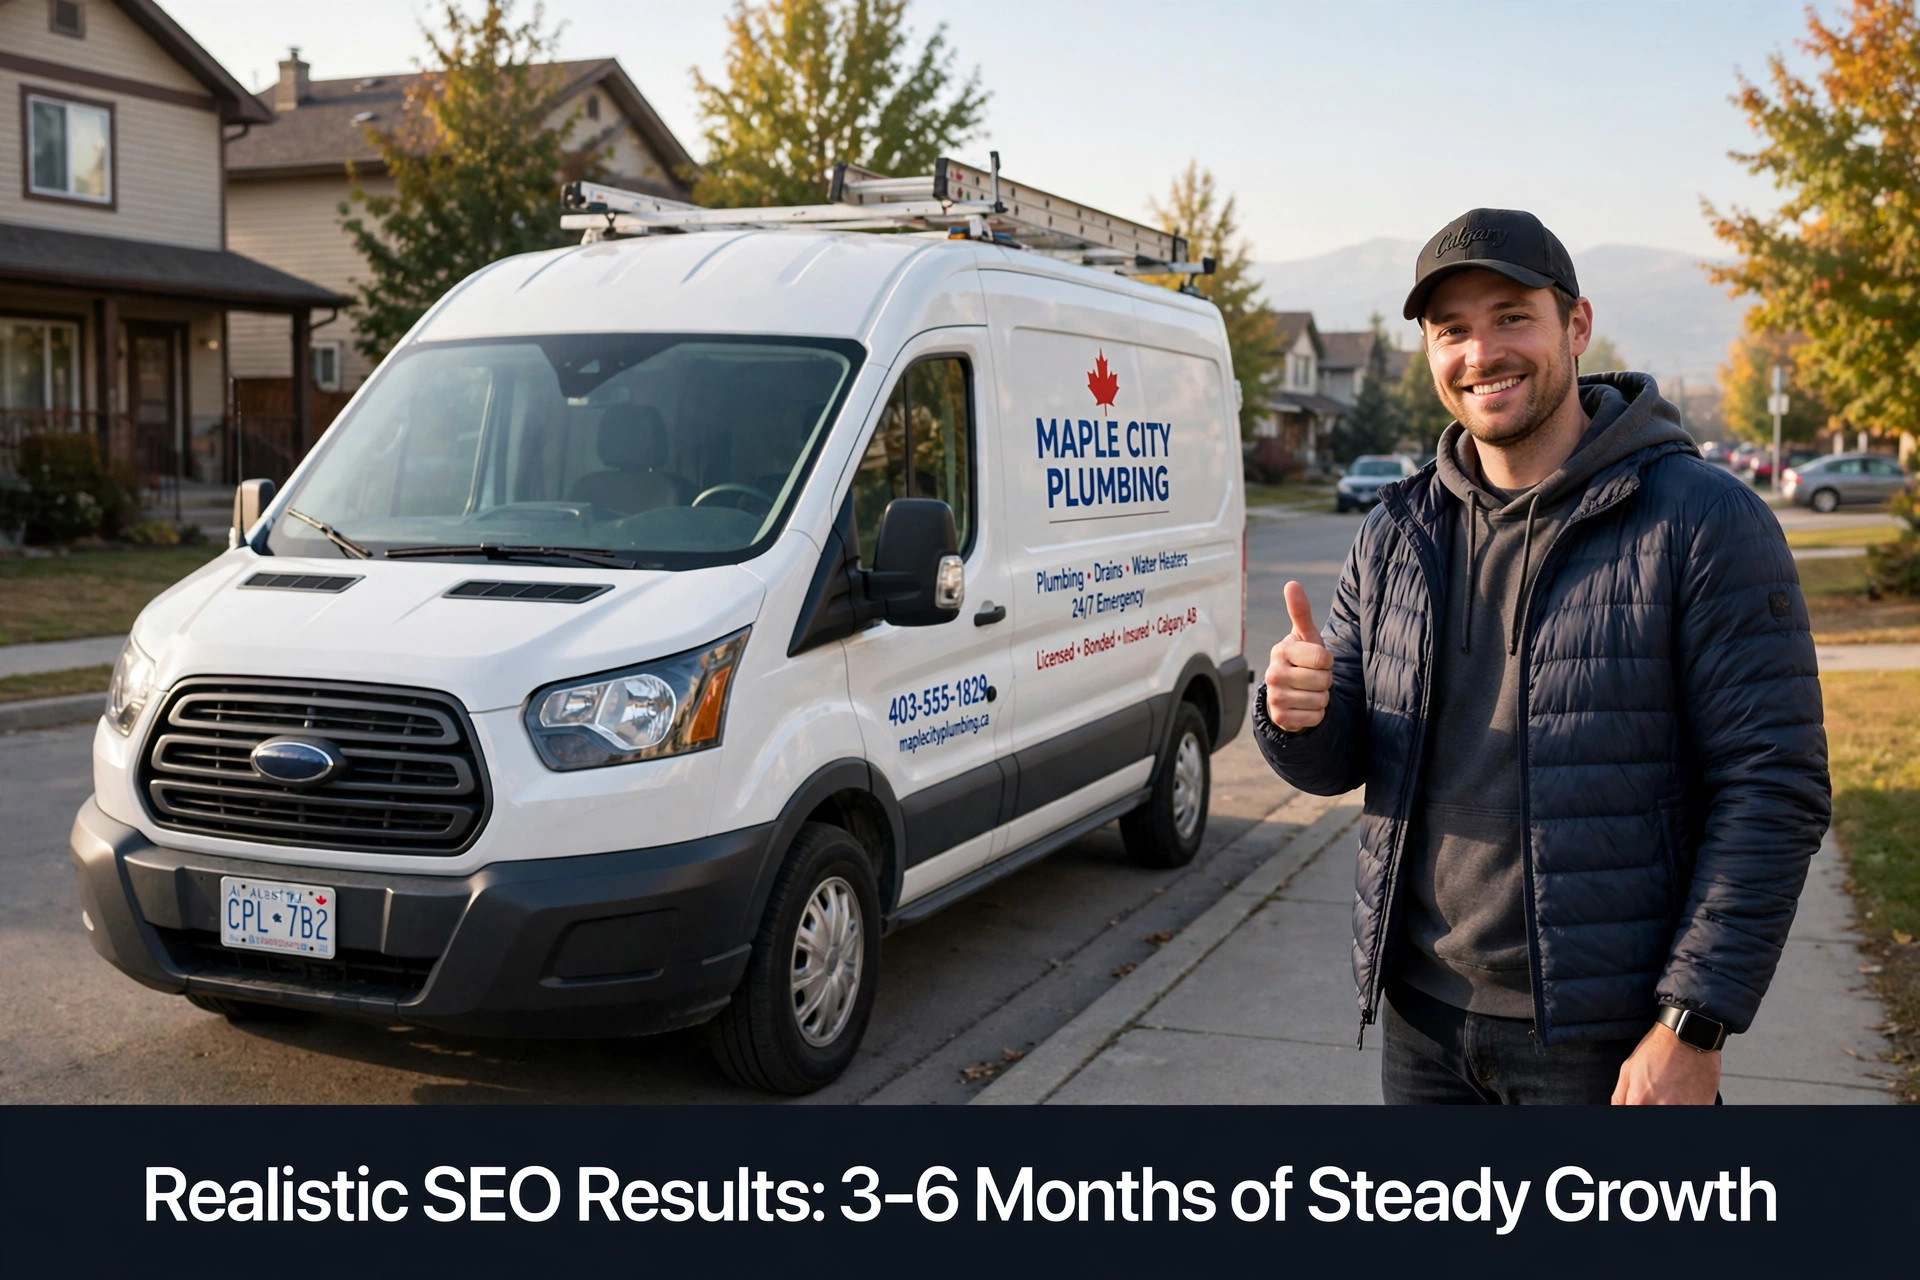 Calgary
MAPLE CITY
PLUMBING
Plumbing • Drains • Water Heaters
24/7 Emergency
Licensed • Bonded • Insured • Calgary, AB
403-555-1829
maplecityplumbing.ca
CPL•7B2
Realistic SEO Results: 3-6 Months of Steady Growth